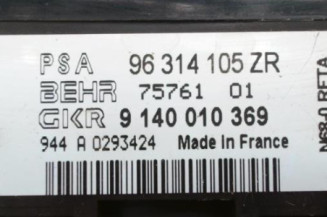 PSA 96 314 105 ZR
BEHR 75761 01
GKR 9 140 010 369
944 A 0293424 Made in France